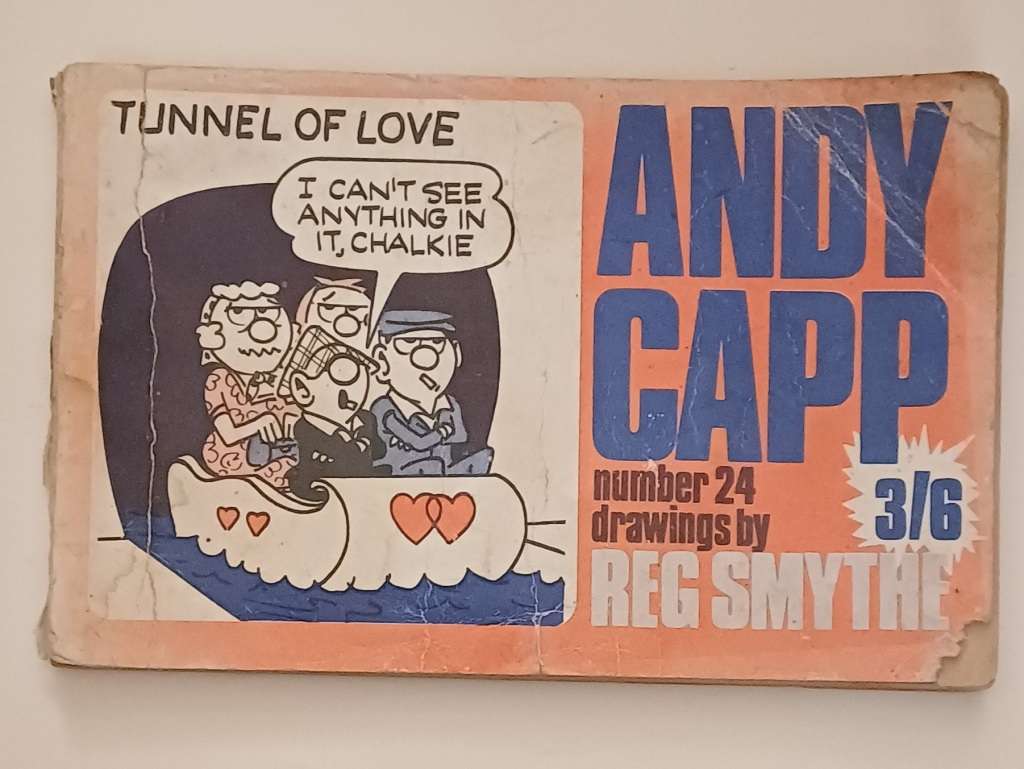 TUNNEL OF LOVE
I CAN'T SEE
ANYTHING IN
IT, CHALKIE
ANDY
CAPP
number 24
drawings by
REG SMYTHE
3/6